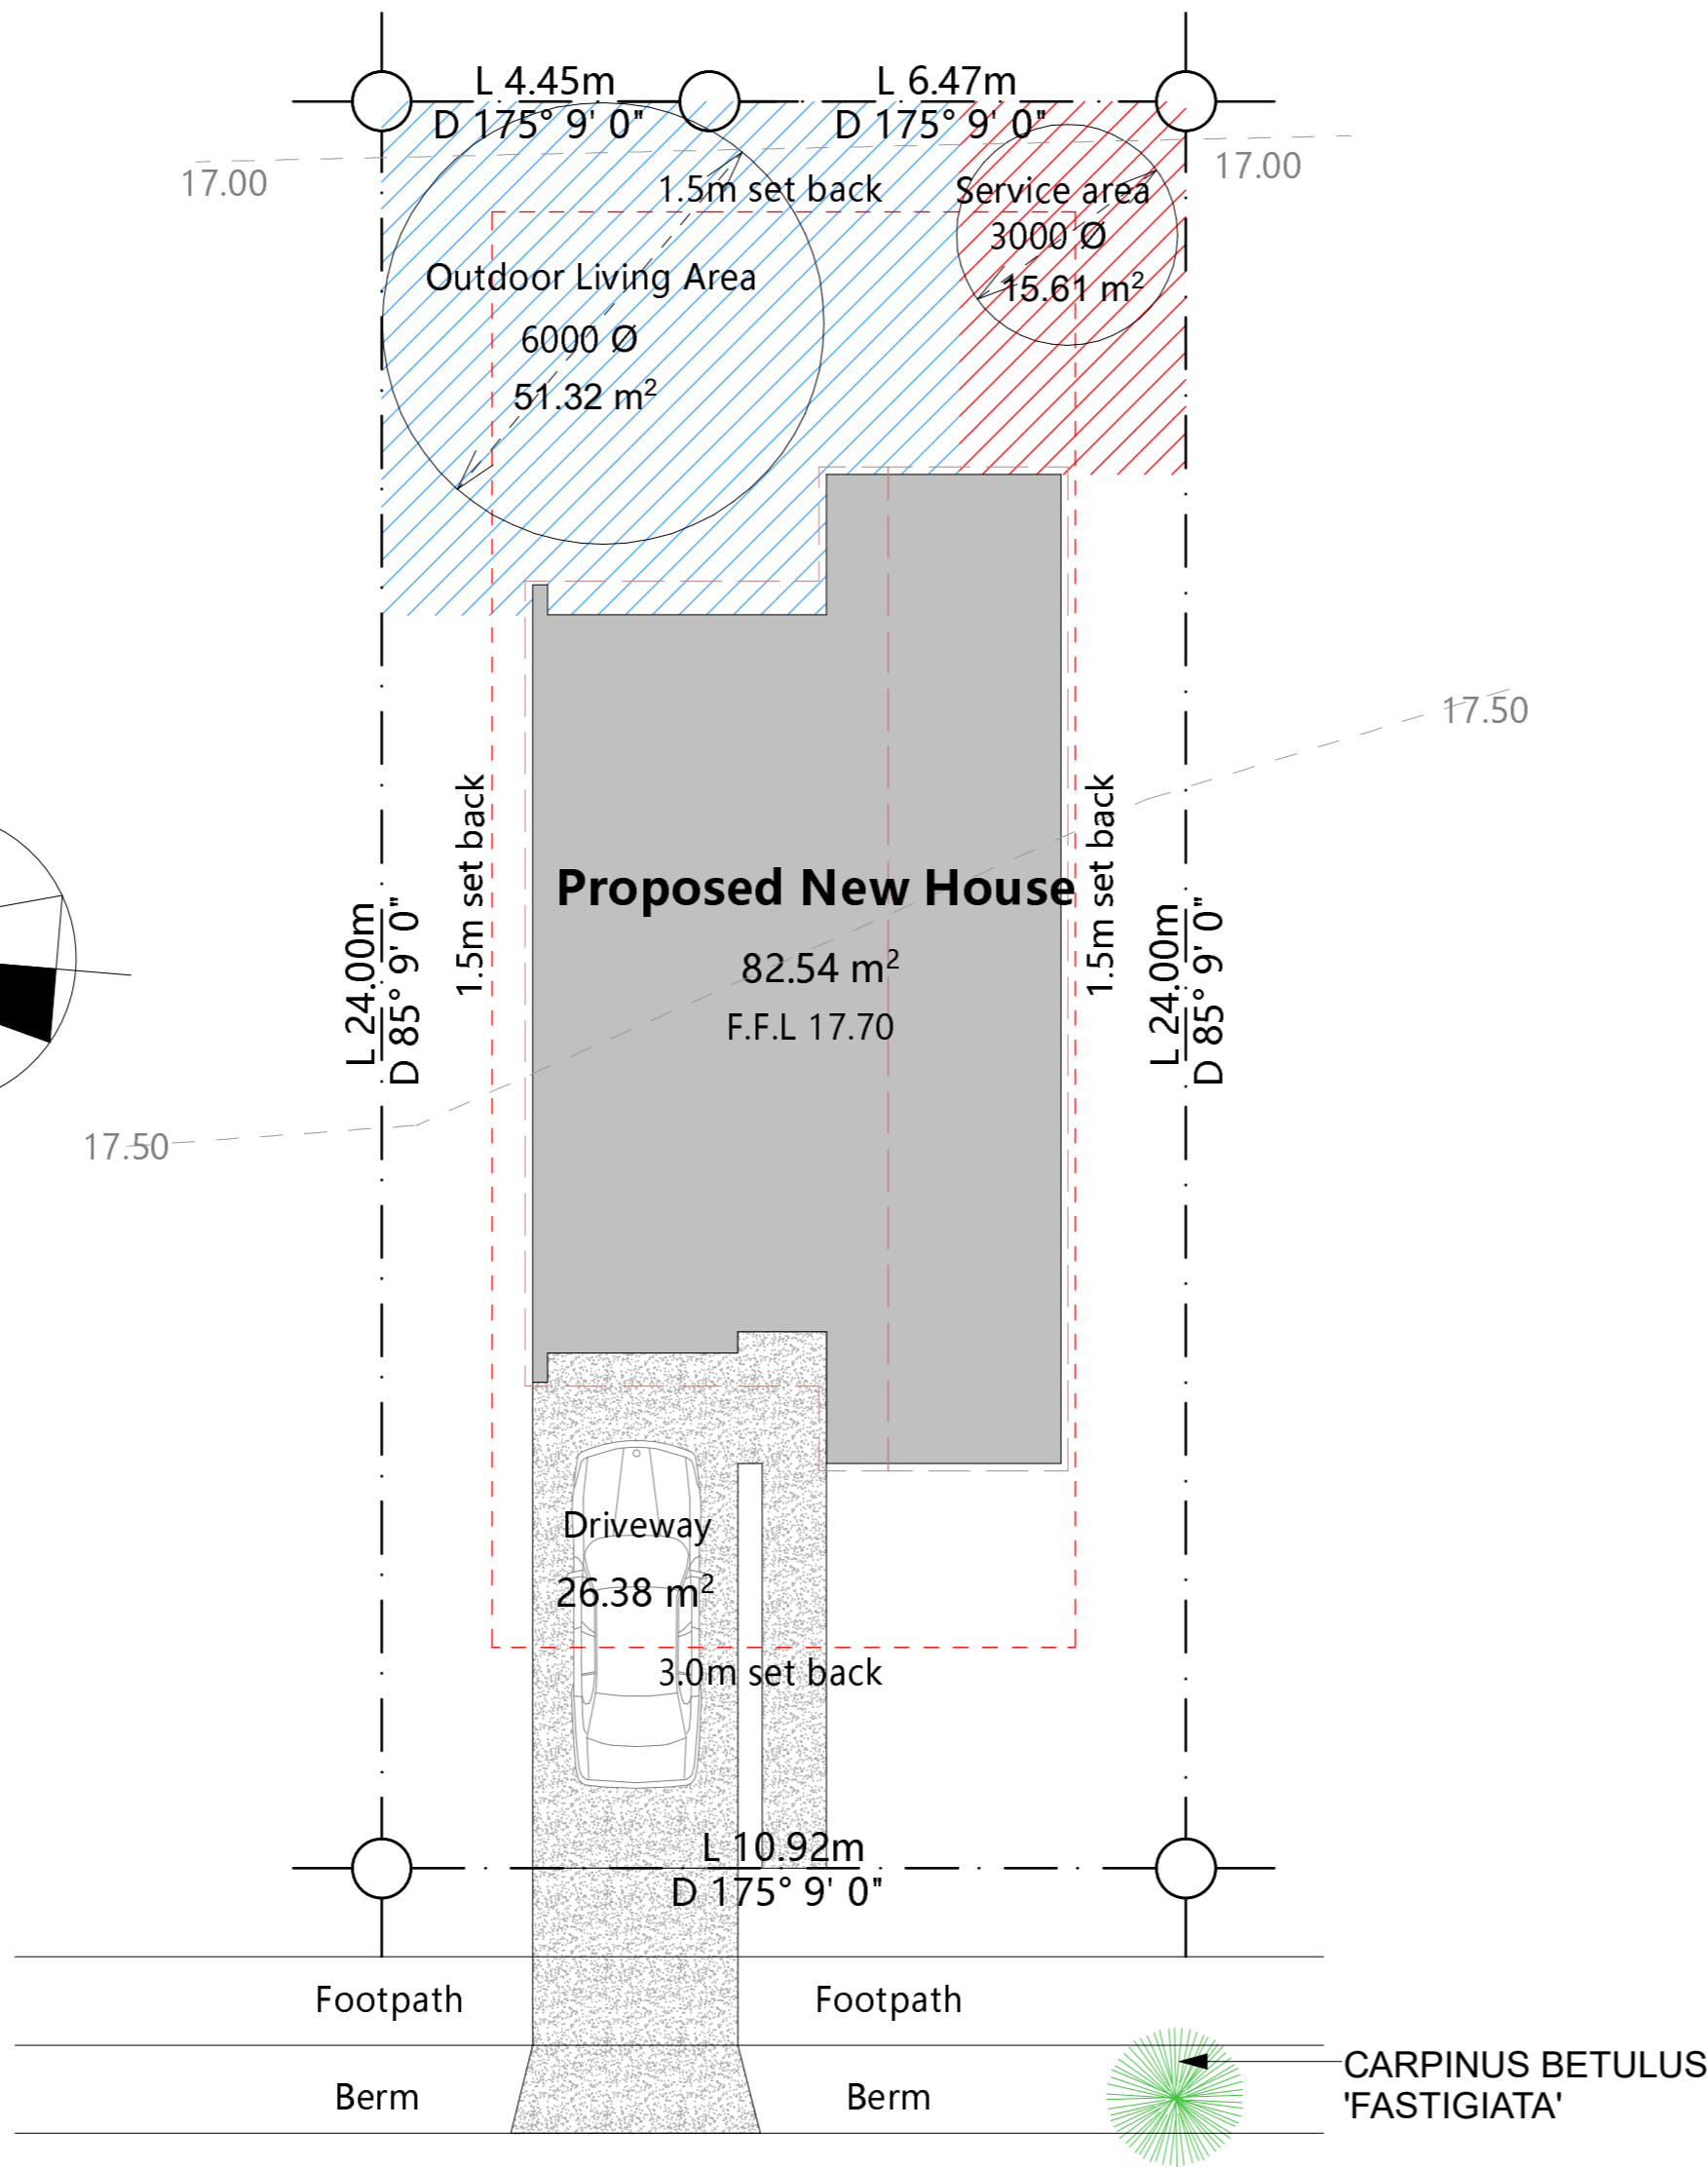 L 4.45m
D 175° 9' 0"
L 6.47m
D 175° 9' 0"
17.00
17.00
1.5m set back
Service area
3000 Ø
15.61 m²
Outdoor Living Area
6000 Ø
51.32 m²
17.50
1.5m set back
1.5m set back
Proposed New House
82.54 m²
F.F.L 17.70
L 24.00m
D 85° 9' 0"
L 24.00m
D 85° 9' 0"
17.50
Driveway
26.38 m²
3.0m set back
L 10.92m
D 175° 9' 0"
Footpath
Footpath
Berm
Berm
CARPINUS BETULUS
'FASTIGIATA'